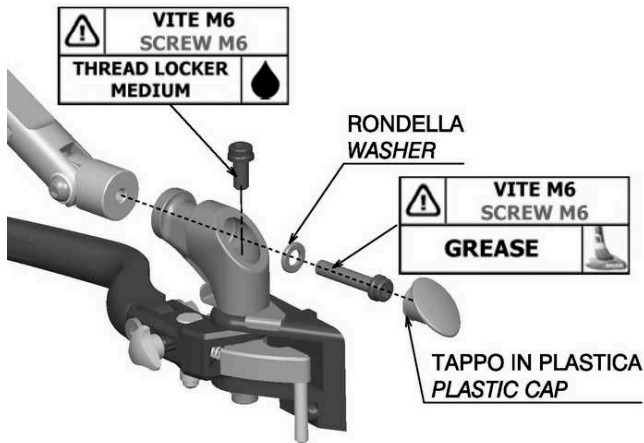 VITE M6
SCREW M6
THREAD LOCKER
MEDIUM
RONDELLA
WASHER
VITE M6
SCREW M6
GREASE
TAPPO IN PLASTICA
PLASTIC CAP